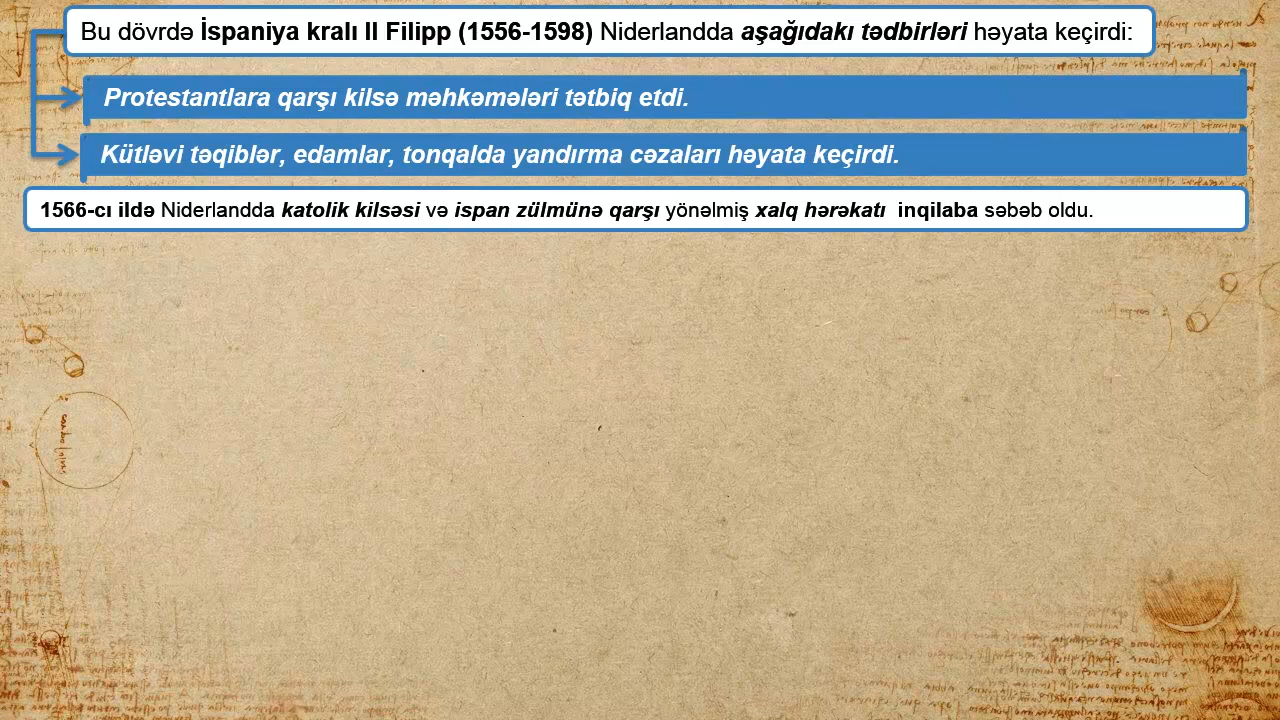 Bu dövrdə İspaniya kralı II Filipp (1556-1598) Niderlandda aşağıdakı tədbirləri həyata keçirdi:
Protestantlara qarşı kilsə məhkəmələri tətbiq etdi.
Kütləvi təqiblər, edamlar, tonqalda yandırma cəzaları həyata keçirdi.
1566-cı ildə Niderlandda katolik kilsəsi və ispan zülmünə qarşı yönəlmiş xalq hərəkatı inqilaba səbəb oldu.